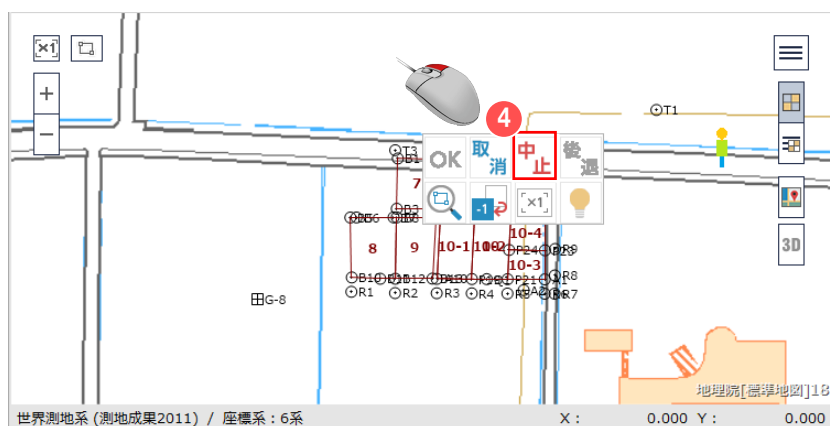 [×1]
+
−
4
T1
T3
B1
OK
取消
中止
後退
7
-1
[×1]
B3
10-4
8
9
10-1
10-3
R9
R8
R1
R2
R3
R4
R7
G-8
3D
地理院[標準地図]18
世界測地系 (測地成果2011) / 座標系：6系
X： 0.000 Y： 0.000